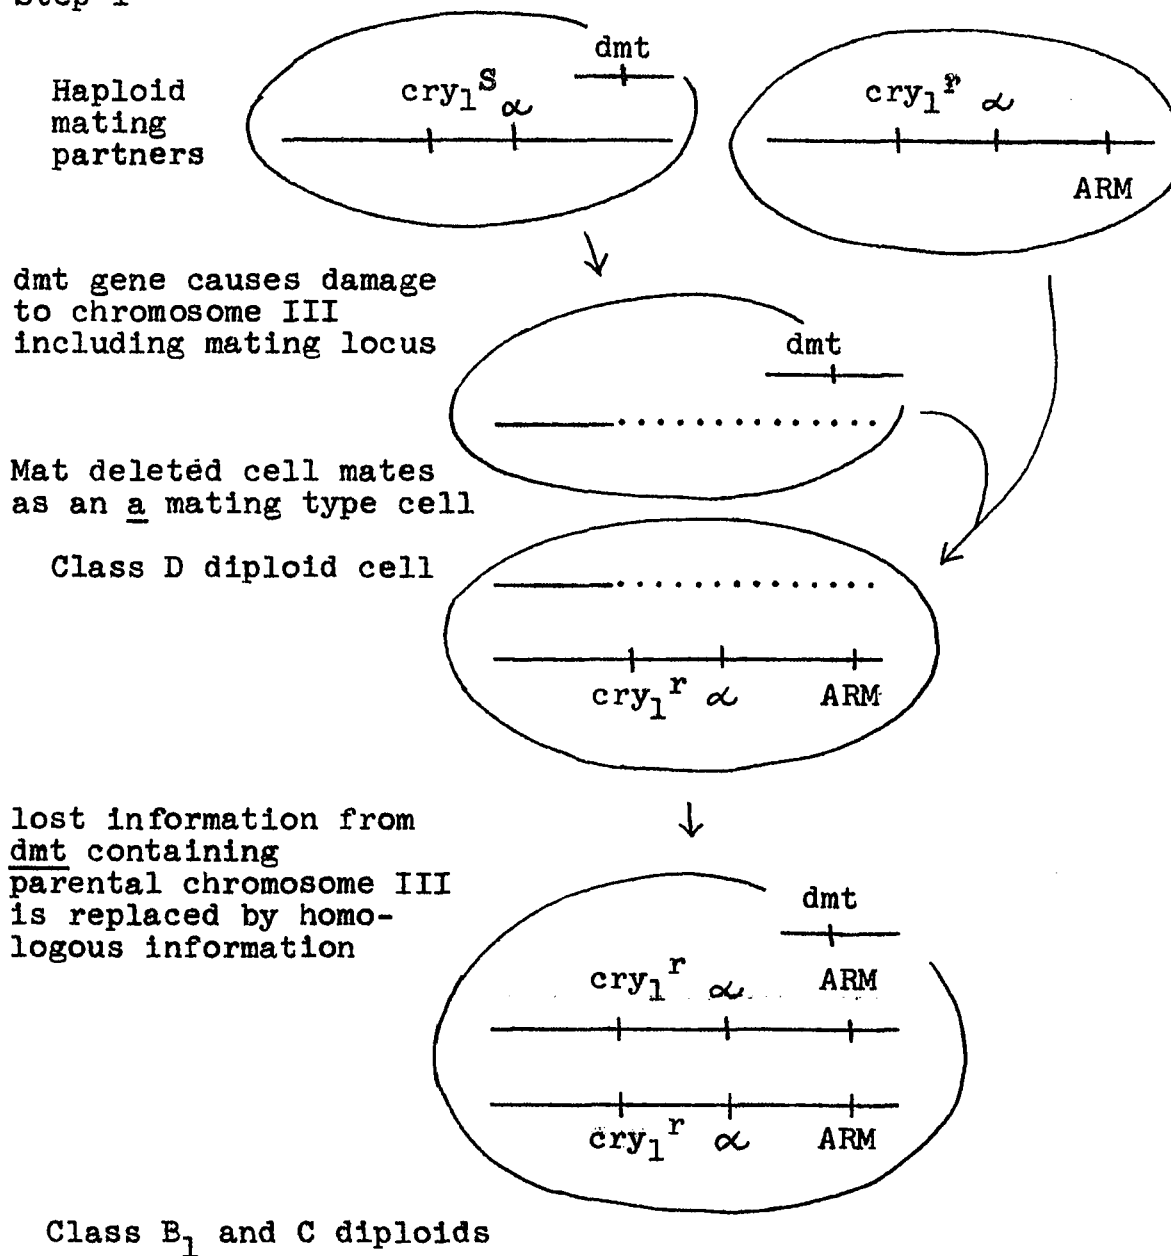 Step 1
dmt
Haploid
mating
partners
cry₁ˢ α
cry₁ʳ α
ARM
dmt gene causes damage
to chromosome III
including mating locus
dmt
Mat deleted cell mates
as an a mating type cell
Class D diploid cell
cry₁ʳ α ARM
lost information from
dmt containing
parental chromosome III
is replaced by homo-
logous information
dmt
cry₁ʳ α ARM
cry₁ʳ α ARM
Class B₁ and C diploids